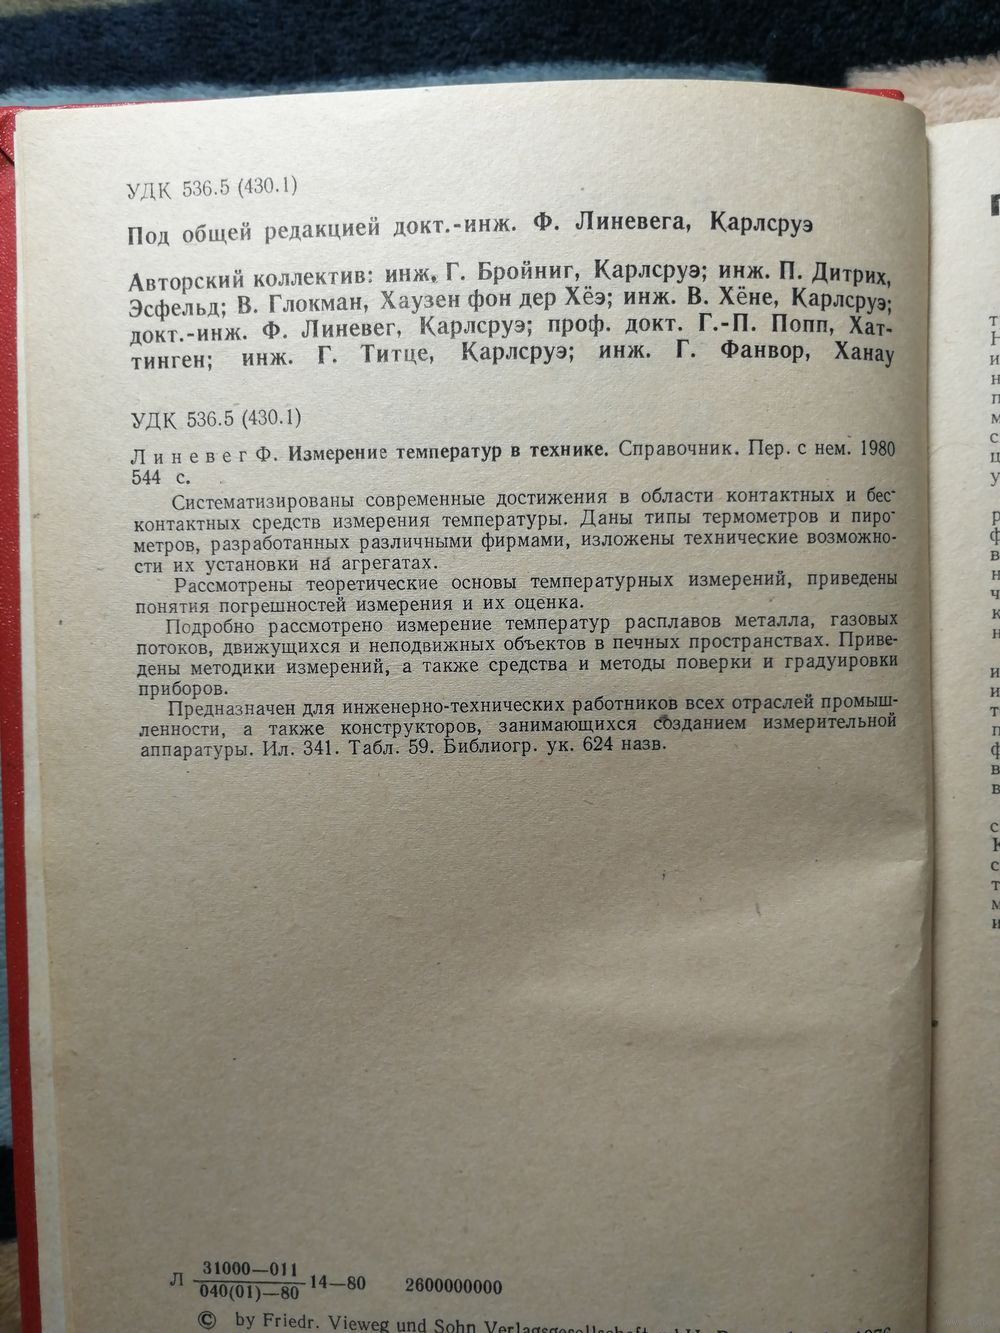 УДК 536.5 (430.1)
Под общей редакцией докт.-инж. Ф. Линевега, Карлсруэ
Авторский коллектив: инж. Г. Бройниг, Карлсруэ; инж. П. Дитрих,
Эсфельд; В. Глокман, Хаузен фон дер Хёэ; инж. В. Хёне, Карлсруэ;
докт.-инж. Ф. Линевег, Карлсруэ; проф. докт. Г.-П. Попп, Хат-
тинген; инж. Г. Титце, Карлсруэ; инж. Г. Фанвор, Ханау
УДК 536.5 (430.1)
Линевег Ф. Измерение температур в технике. Справочник. Пер. с нем. 1980
544 с.
Систематизированы современные достижения в области контактных и бес-
контактных средств измерения температуры. Даны типы термометров и пиро-
метров, разработанных различными фирмами, изложены технические возможно-
сти их установки на агрегатах.
Рассмотрены теоретические основы температурных измерений, приведены
понятия погрешностей измерения и их оценка.
Подробно рассмотрено измерение температур расплавов металла, газовых
потоков, движущихся и неподвижных объектов в печных пространствах. Приве-
дены методики измерений, а также средства и методы поверки и градуировки
приборов.
Предназначен для инженерно-технических работников всех отраслей промыш-
ленности, а также конструкторов, занимающихся созданием измерительной
аппаратуры. Ил. 341. Табл. 59. Библиогр. ук. 624 назв.
Л 31000—011
040(01)—80 14—80 2600000000
© by Friedr. Vieweg und Sohn